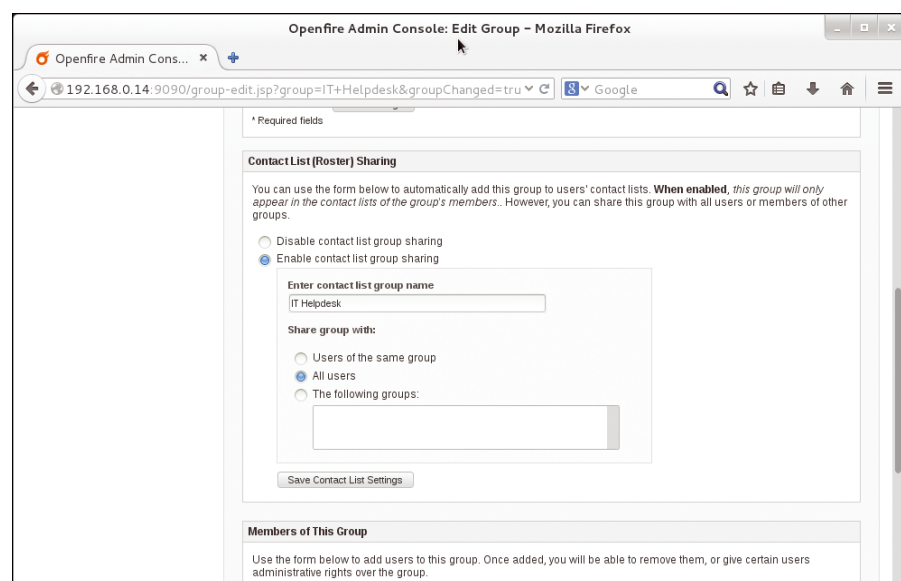 Openfire Admin Console: Edit Group - Mozilla Firefox
Openfire Admin Cons...
192.168.0.14:9090/group-edit.jsp?group=IT+Helpdesk&groupChanged=tru
Google
* Required fields
Contact List (Roster) Sharing
You can use the form below to automatically add this group to users' contact lists. When enabled, this group will only
appear in the contact lists of the group's members.. However, you can share this group with all users or members of other
groups.
Disable contact list group sharing
Enable contact list group sharing
Enter contact list group name
IT Helpdesk
Share group with:
Users of the same group
All users
The following groups:
Save Contact List Settings
Members of This Group
Use the form below to add users to this group. Once added, you will be able to remove them, or give certain users
administrative rights over the group.